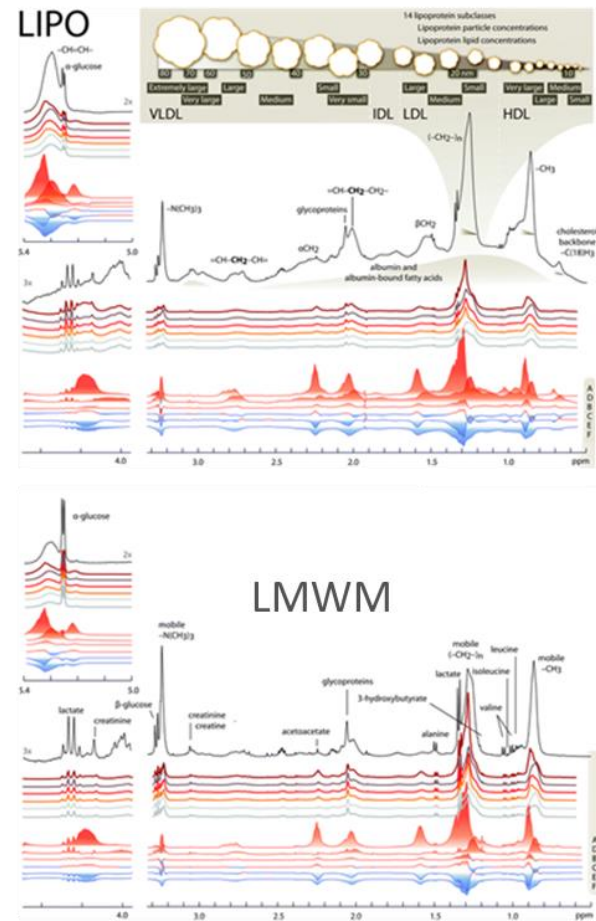 LIPO
14 lipoprotein subclasses
Lipoprotein particle concentrations
Lipoprotein lipid concentrations
80 70 60 50 40 30 20 nm 10
Extremely large Large Small Large Small Very large Medium
Very large Medium Very small Medium Large Small
VLDL IDL LDL HDL
-CH=CH-
α-glucose
2x
5.4 5.0
(-CH2-)n
-CH3
=CH-CH2-CH2-
-N(CH3)3
glycoproteins
βCH2
αCH2
=CH-CH2-CH=
cholesterol
backbone
-C(18)H3
albumin and
albumin-bound fatty acids
3x
A
D
B
C
E
F
4.0 3.0 2.5 2.0 1.5 1.0 ppm
α-glucose
2x
5.4 5.0
LMWM
mobile
-N(CH3)3
mobile
(-CH2-)n
leucine
isoleucine
mobile
-CH3
lactate
valine
glycoproteins
3-hydroxybutyrate
β-glucose
lactate
creatinine
creatinine
creatine
acetoacetate
alanine
3x
A
D
B
C
E
F
4.0 3.0 2.5 2.0 1.5 1.0 ppm